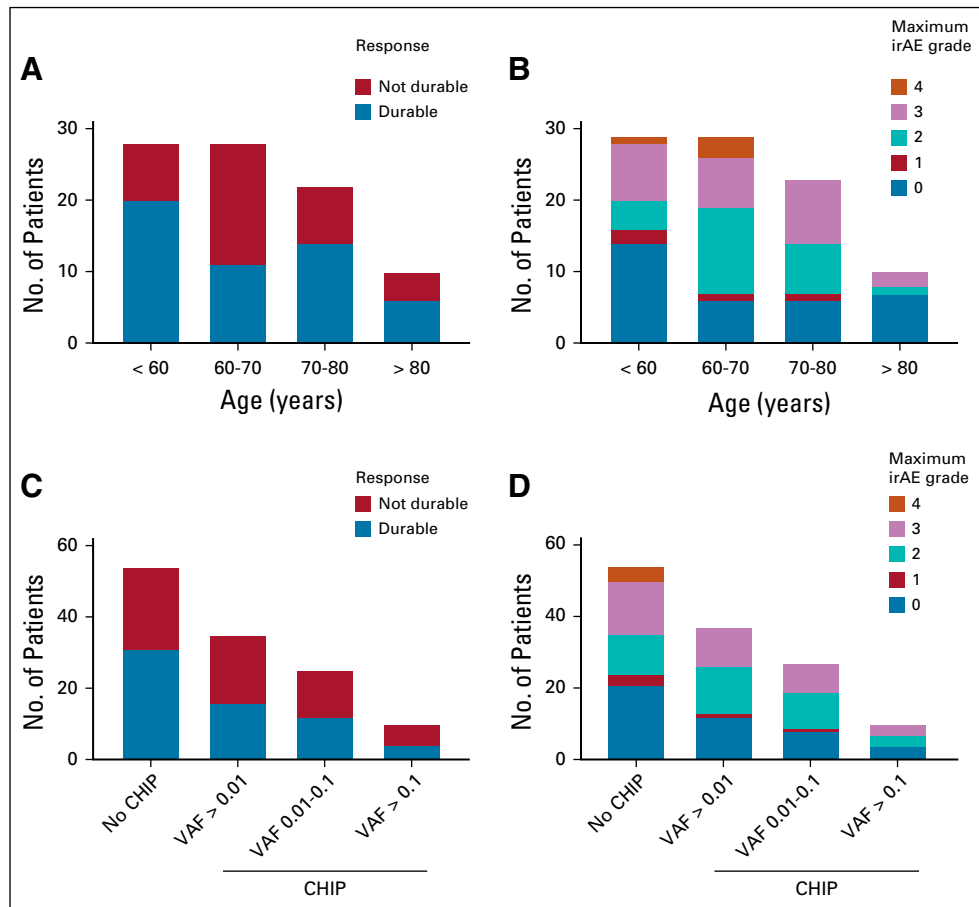 A
Response
Not durable
Durable
No. of Patients
30
20
10
0
< 60
60-70
70-80
> 80
Age (years)
B
Maximum
irAE grade
4
3
2
1
0
No. of Patients
30
20
10
0
< 60
60-70
70-80
> 80
Age (years)
C
Response
Not durable
Durable
No. of Patients
60
40
20
0
No CHIP
VAF > 0.01
VAF 0.01-0.1
VAF > 0.1
CHIP
D
Maximum
irAE grade
4
3
2
1
0
No. of Patients
60
40
20
0
No CHIP
VAF > 0.01
VAF 0.01-0.1
VAF > 0.1
CHIP